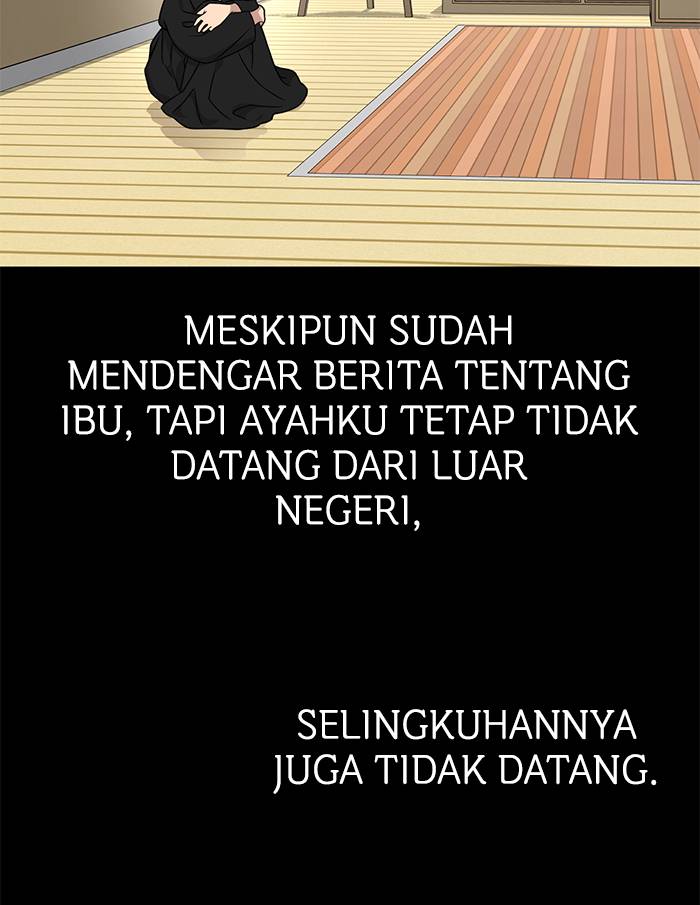 MESKIPUN SUDAH
MENDENGAR BERITA TENTANG
IBU, TAPI AYAHKU TETAP TIDAK
DATANG DARI LUAR
NEGERI,
SELINGKUHANNYA
JUGA TIDAK DATANG.